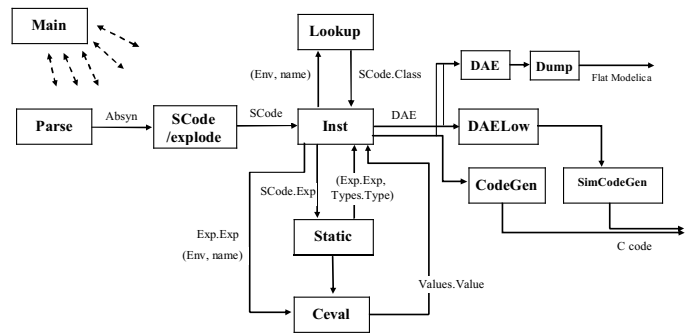 Main
Lookup
(Env, name)
SCode.Class
DAE
Dump
Flat Modelica
Parse
Absyn
SCode
/explode
SCode
Inst
DAE
DAELow
SCode.Exp
(Exp.Exp,
Types.Type)
CodeGen
SimCodeGen
Exp.Exp
(Env, name)
Static
C code
Values.Value
Ceval